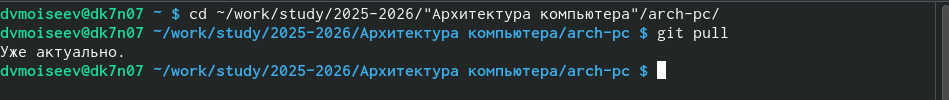 dvmoiseev@dk7n07 ~ $ cd ~/work/study/2025-2026/"Архитектура компьютера"/arch-pc/
dvmoiseev@dk7n07 ~/work/study/2025-2026/Архитектура компьютера/arch-pc $ git pull
Уже актуально.
dvmoiseev@dk7n07 ~/work/study/2025-2026/Архитектура компьютера/arch-pc $